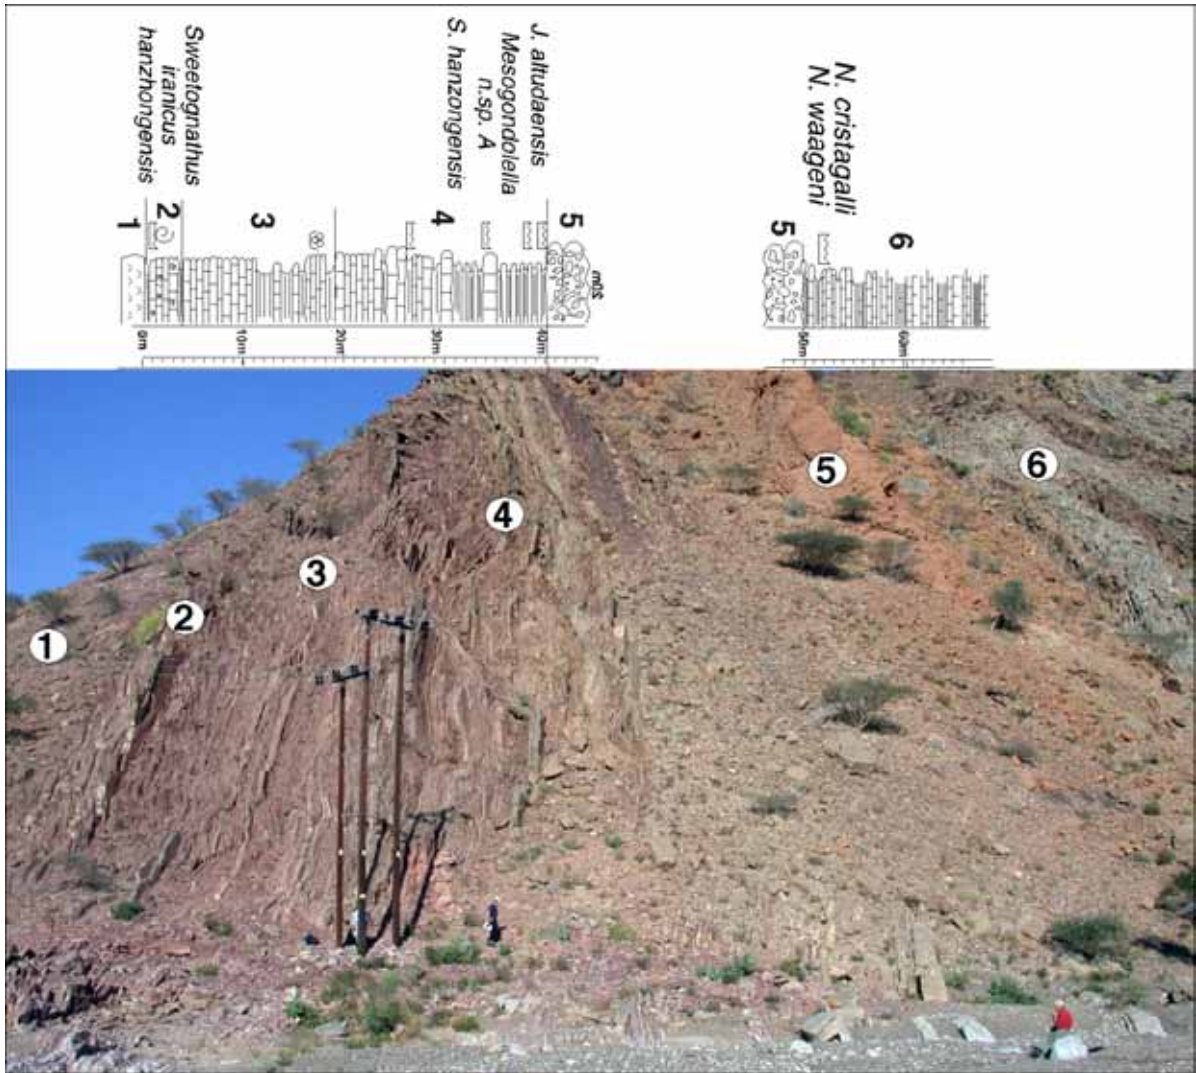 Sweetognathus
iranicus
hanzhongensis
J. altudaensis
Mesogondolella
n.sp. A
S. hanzongensis
N. cristagalli
N. waageni
1
2
3
4
5
5
6
50m
0m
10m
20m
30m
40m
50m
60m
1
2
3
4
5
6